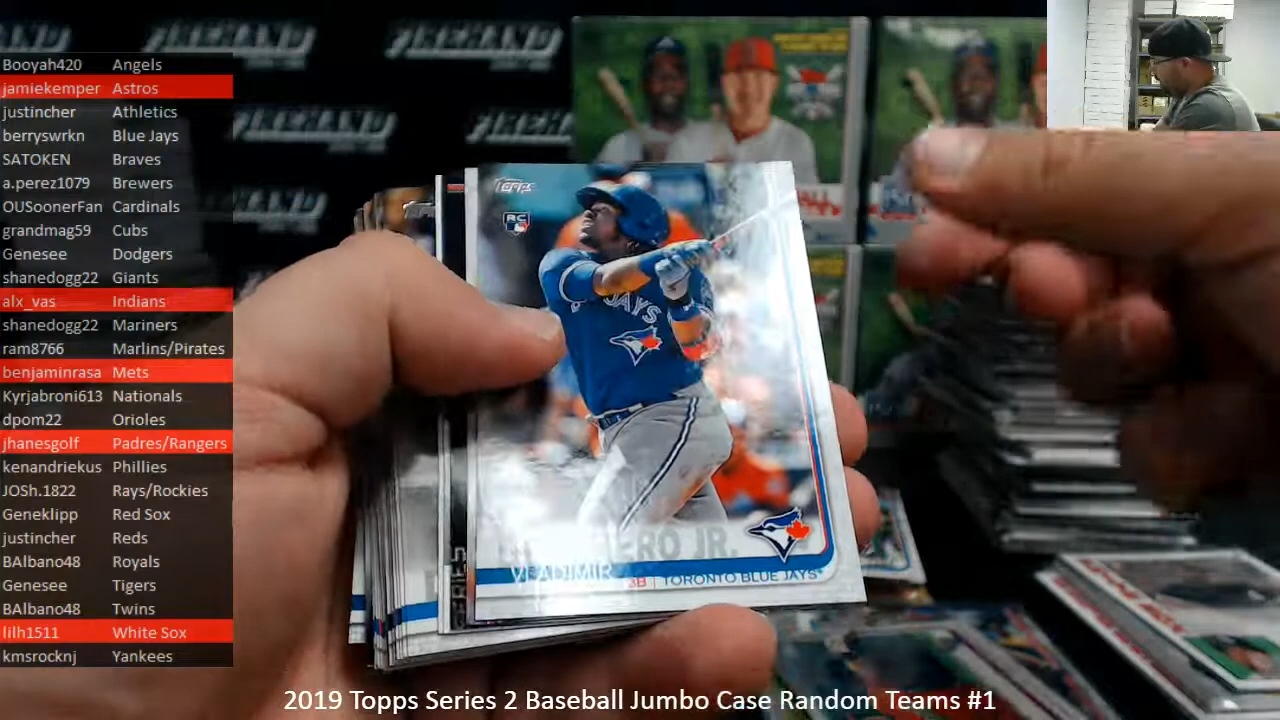 FIREHAND
FIREHAND
FIREHAND
Booyah420 Angels
jamiekemper Astros
justincher Athletics
berryswrkn Blue Jays
SATOKEN Braves
a.perez1079 Brewers
OUSoonerFan Cardinals
grandmag59 Cubs
Genesee Dodgers
shanedogg22 Giants
alx_vas Indians
shanedogg22 Mariners
ram8766 Marlins/Pirates
benjaminrasa Mets
Kyrjabroni613 Nationals
dpom22 Orioles
jhanesgolf Padres/Rangers
kenandriekus Phillies
JOSh.1822 Rays/Rockies
Geneklipp Red Sox
justincher Reds
BAlbano48 Royals
Genesee Tigers
BAlbano48 Twins
lilh1511 White Sox
kmsrocknj Yankees
Topps
RC
JAYS
VLADIMIR
JR.
3B | TORONTO BLUE JAYS
2019 Topps Series 2 Baseball Jumbo Case Random Teams #1